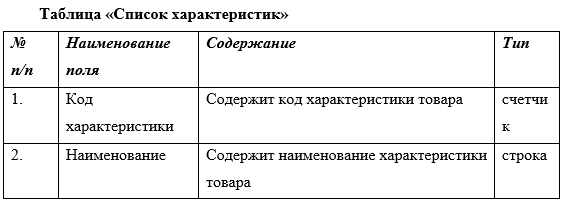 Таблица «Список характеристик»
№ п/п Наименование поля Содержание Тип
1. Код характеристики Содержит код характеристики товара счетчик
2. Наименование Содержит наименование характеристики товара строка